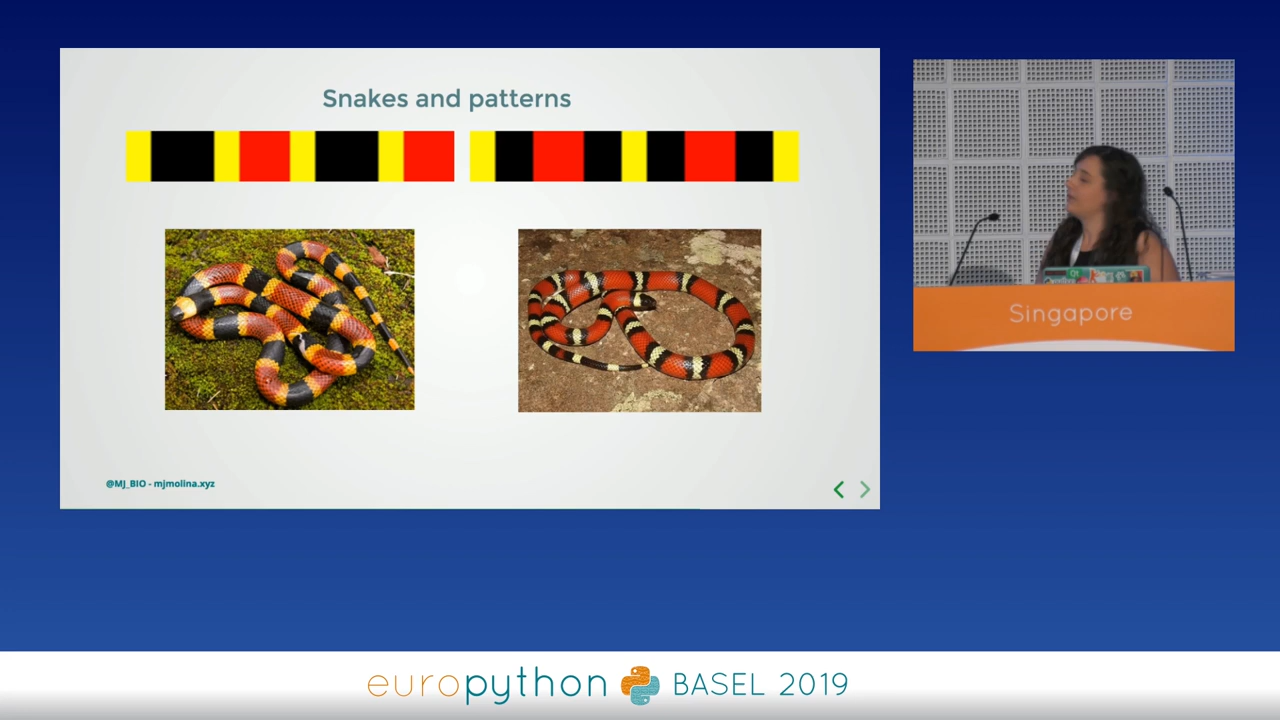 Snakes and patterns
@MJ_BIO - mjmolina.xyz
Singapore
europython BASEL 2019